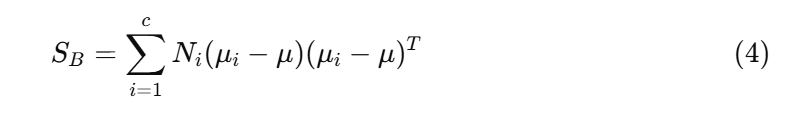 S_B = \sum_{i=1}^{c} N_i(\mu_i - \mu)(\mu_i - \mu)^T (4)